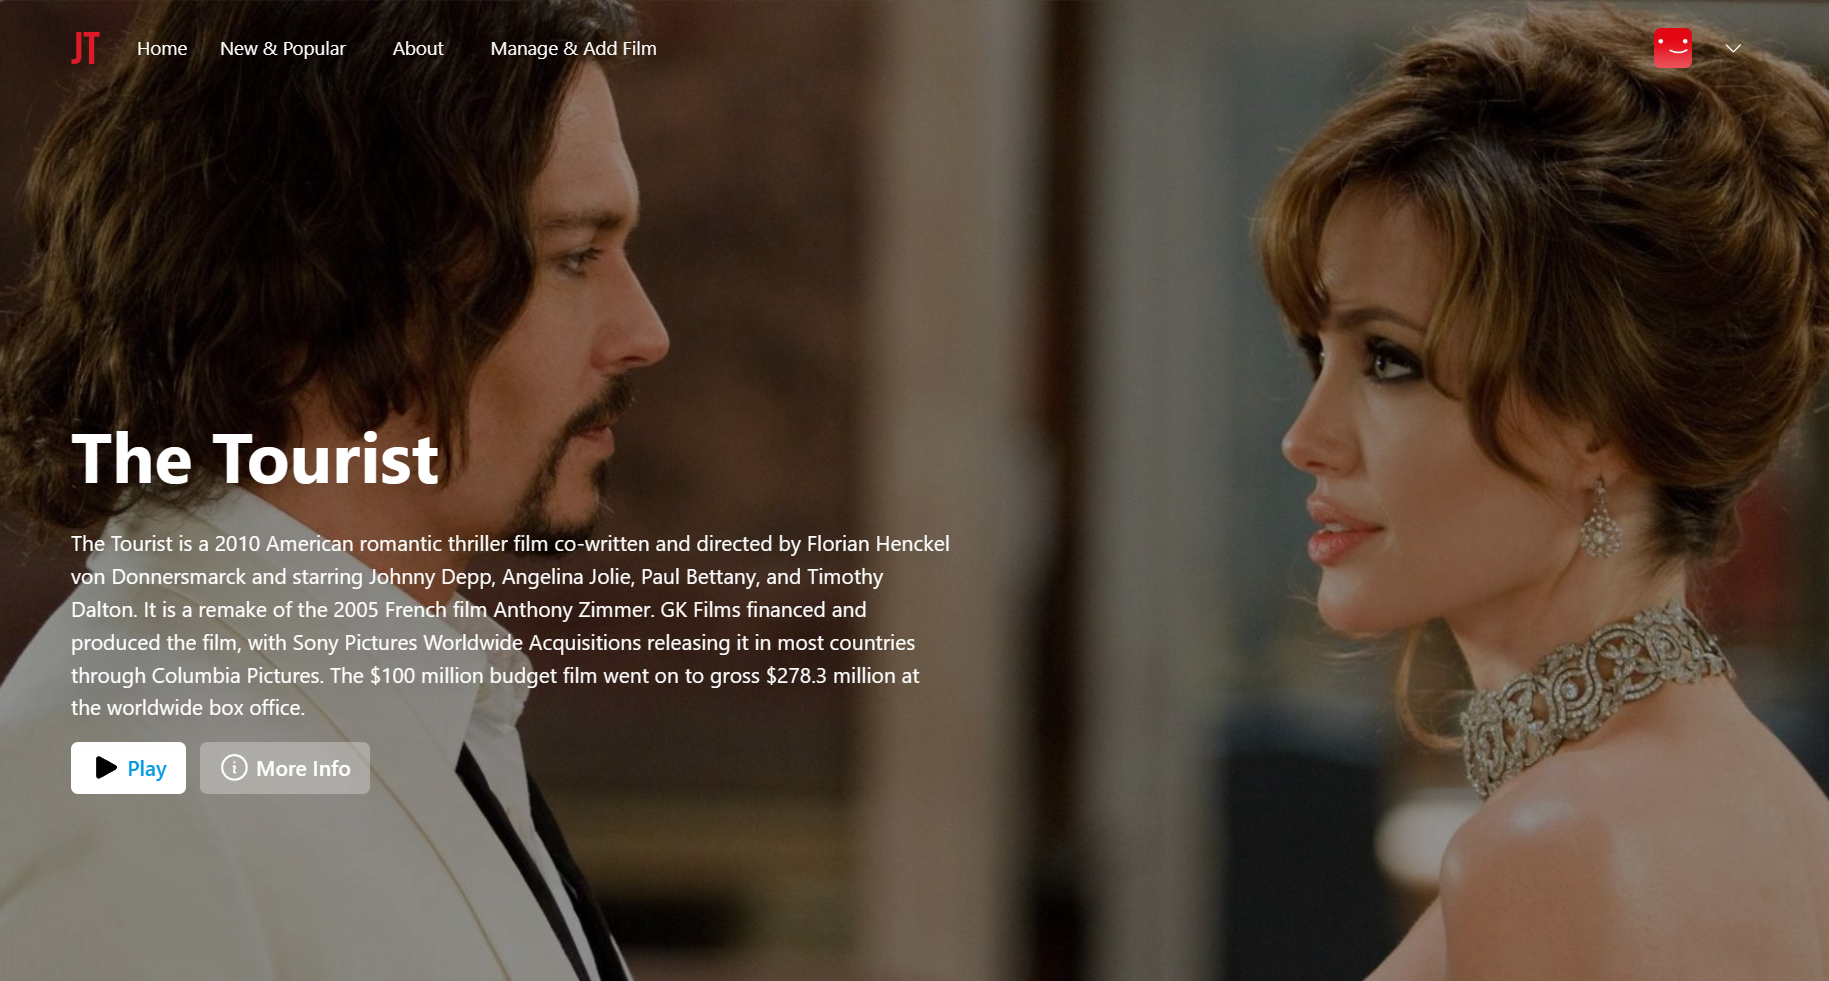 JT Home New & Popular About Manage & Add Film
The Tourist
The Tourist is a 2010 American romantic thriller film co-written and directed by Florian Henckel
von Donnersmarck and starring Johnny Depp, Angelina Jolie, Paul Bettany, and Timothy
Dalton. It is a remake of the 2005 French film Anthony Zimmer. GK Films financed and
produced the film, with Sony Pictures Worldwide Acquisitions releasing it in most countries
through Columbia Pictures. The $100 million budget film went on to gross $278.3 million at
the worldwide box office.
Play More Info